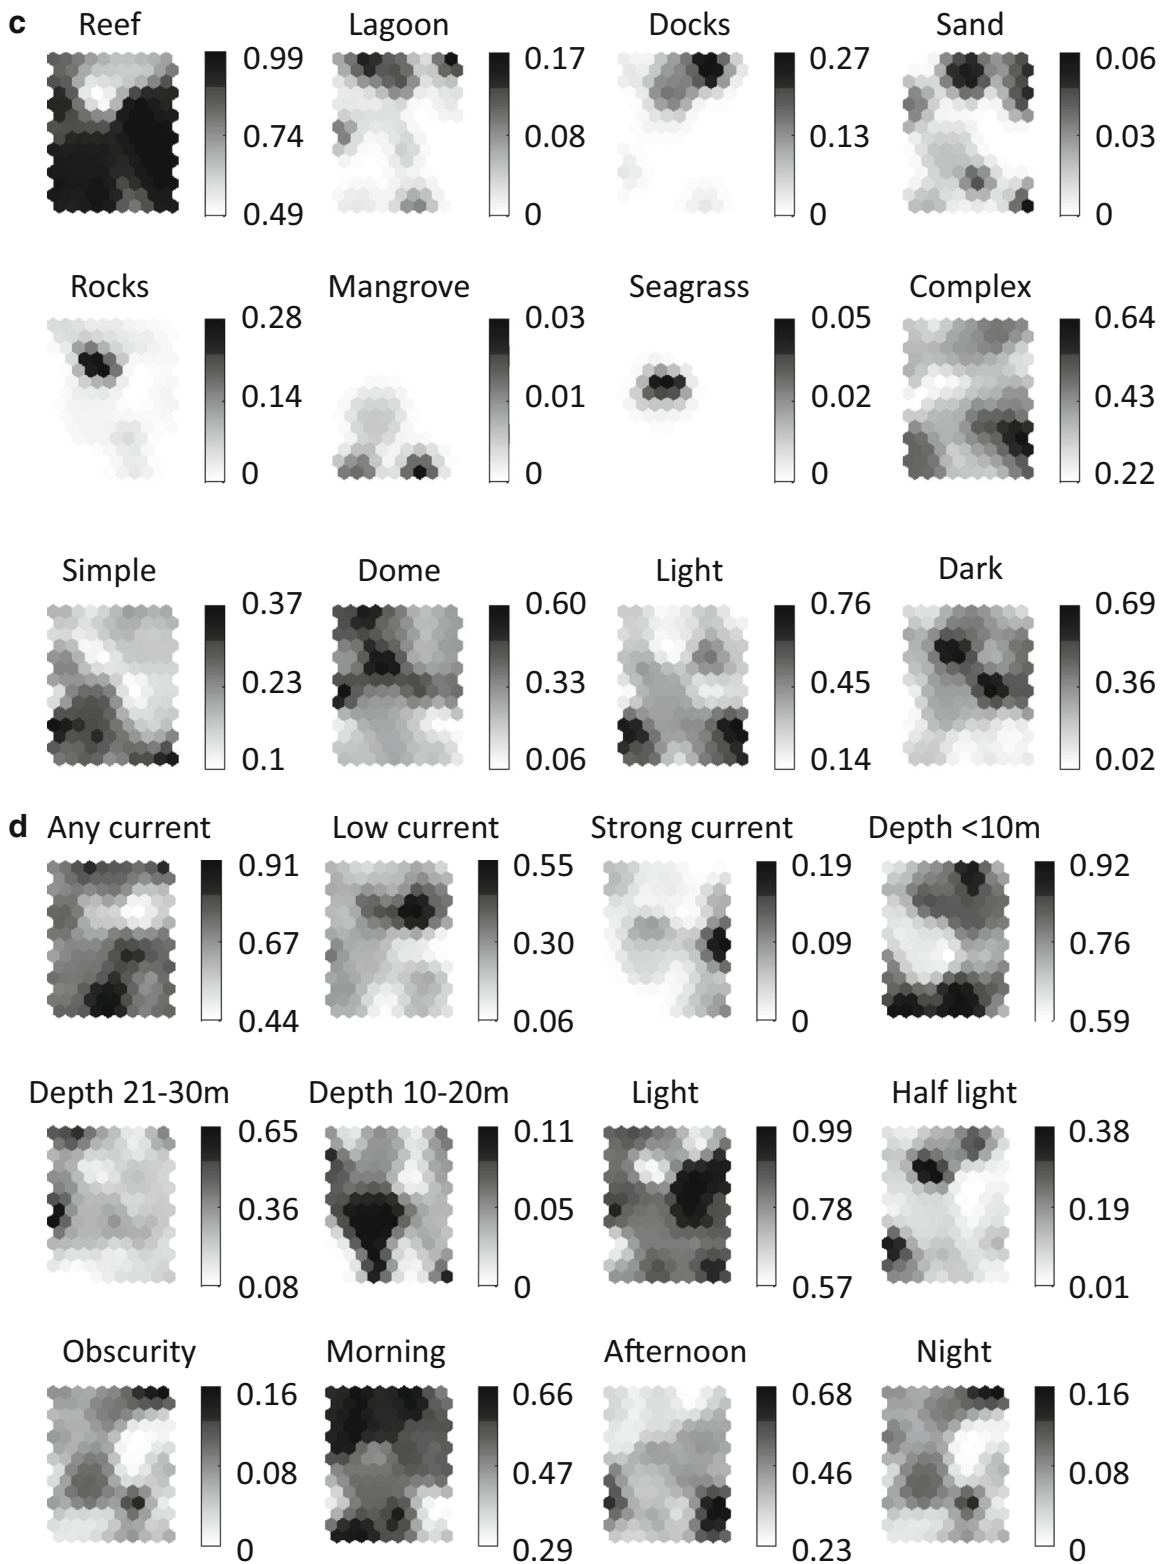 c Reef Lagoon Docks Sand
0.99 0.17 0.27 0.06
0.74 0.08 0.13 0.03
0.49 0 0 0
Rocks Mangrove Seagrass Complex
0.28 0.03 0.05 0.64
0.14 0.01 0.02 0.43
0 0 0 0.22
Simple Dome Light Dark
0.37 0.60 0.76 0.69
0.23 0.33 0.45 0.36
0.1 0.06 0.14 0.02
d Any current Low current Strong current Depth <10m
0.91 0.55 0.19 0.92
0.67 0.30 0.09 0.76
0.44 0.06 0 0.59
Depth 21-30m Depth 10-20m Light Half light
0.65 0.11 0.99 0.38
0.36 0.05 0.78 0.19
0.08 0 0.57 0.01
Obscurity Morning Afternoon Night
0.16 0.66 0.68 0.16
0.08 0.47 0.46 0.08
0 0.29 0.23 0